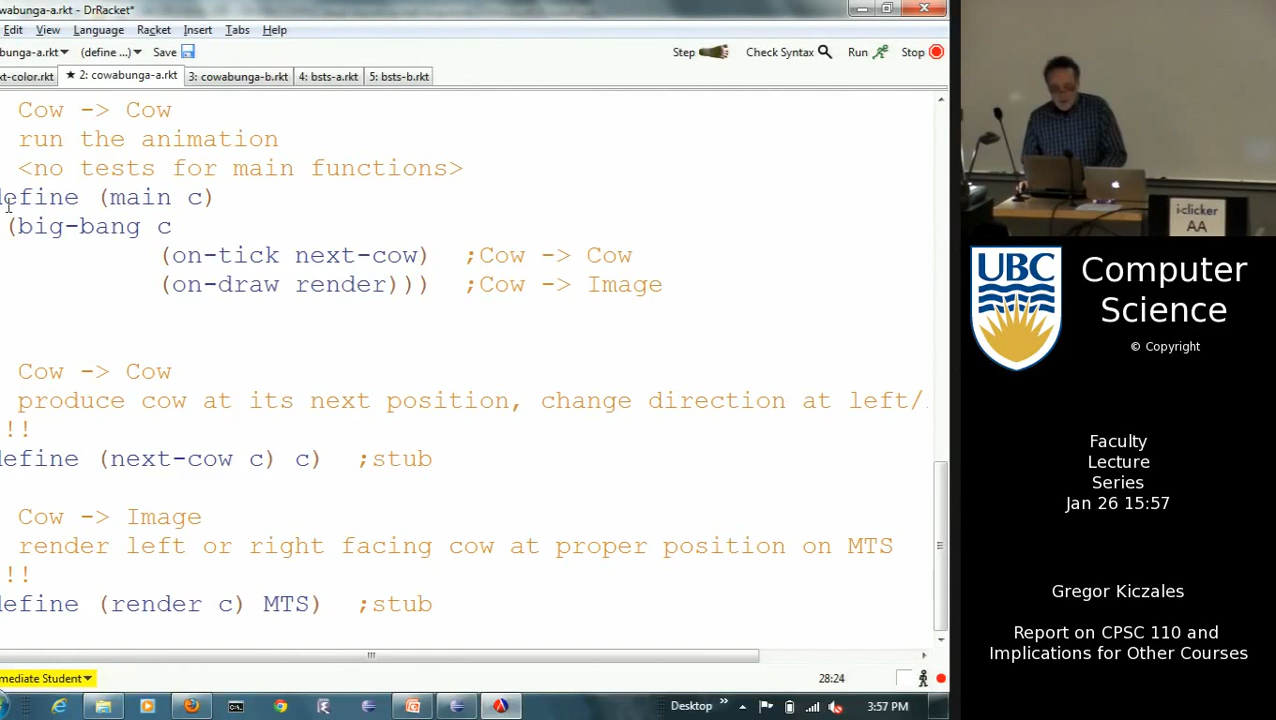 cowabunga-a.rkt - DrRacket*
Edit View Language Racket Insert Tabs Help
bunga-a.rkt (define ...) Save Step Check Syntax Run Stop
xt-color.rkt 2: cowabunga-a.rkt 3: cowabunga-b.rkt 4: bsts-a.rkt 5: bsts-b.rkt
Cow -> Cow
run the animation
<no tests for main functions>
define (main c)
(big-bang c
(on-tick next-cow) ;Cow -> Cow
(on-draw render))) ;Cow -> Image
Cow -> Cow
produce cow at its next position, change direction at left/
!!
define (next-cow c) c) ;stub
Cow -> Image
render left or right facing cow at proper position on MTS
!!
define (render c) MTS) ;stub
mediate Student
28:24
Desktop
3:57 PM
i-clicker
AA
UBC
Computer
Science
© Copyright
Faculty
Lecture
Series
Jan 26 15:57
Gregor Kiczales
Report on CPSC 110 and
Implications for Other Courses